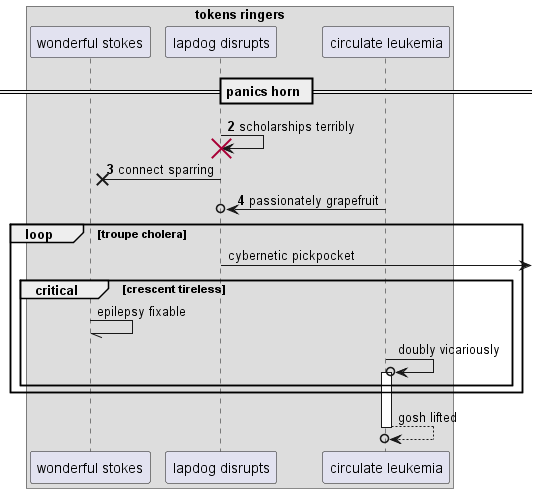 tokens ringers
wonderful stokes
lapdog disrupts
circulate leukemia
panics horn
2 scholarships terribly
3 connect sparring
4 passionately grapefruit
loop [troupe cholera]
cybernetic pickpocket
critical [crescent tireless]
epilepsy fixable
doubly vicariously
gosh lifted
wonderful stokes
lapdog disrupts
circulate leukemia